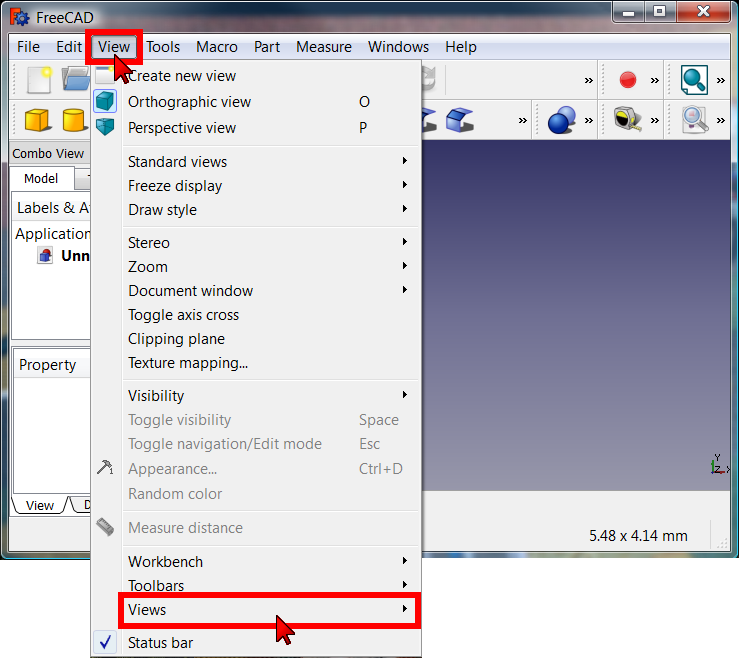 FreeCAD
File Edit View Tools Macro Part Measure Windows Help
Create new view
Orthographic view O
Perspective view P
Standard views
Freeze display
Draw style
Stereo
Zoom
Document window
Toggle axis cross
Clipping plane
Texture mapping...
Visibility
Toggle visibility Space
Toggle navigation/Edit mode Esc
Appearance... Ctrl+D
Random color
Measure distance
Workbench
Toolbars
Views
Status bar
Combo View
Model
Labels &
Application
Unn
Property
View D
Y
Z X
5.48 x 4.14 mm